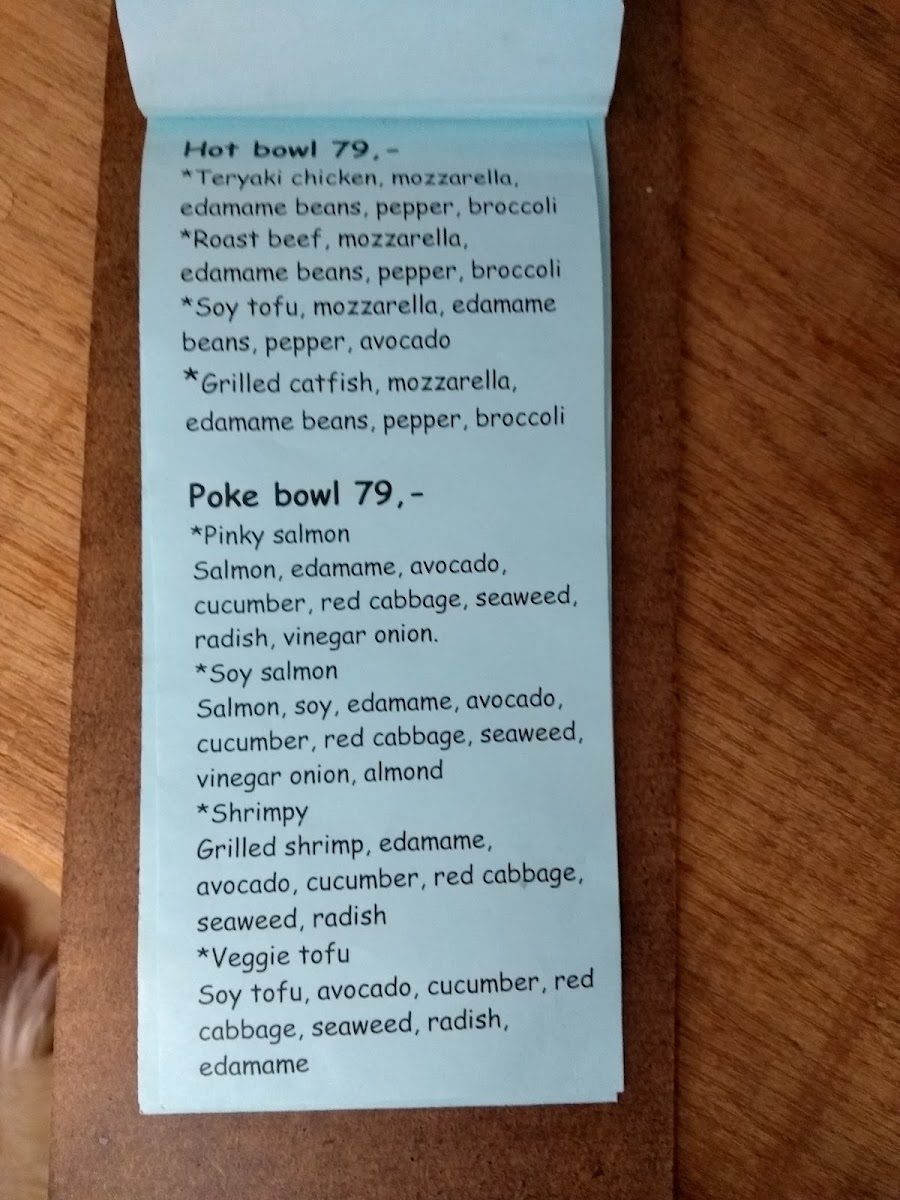 Hot bowl 79,-
*Teryaki chicken, mozzarella,
edamame beans, pepper, broccoli
*Roast beef, mozzarella,
edamame beans, pepper, broccoli
*Soy tofu, mozzarella, edamame
beans, pepper, avocado
*Grilled catfish, mozzarella,
edamame beans, pepper, broccoli
Poke bowl 79,-
*Pinky salmon
Salmon, edamame, avocado,
cucumber, red cabbage, seaweed,
radish, vinegar onion.
*Soy salmon
Salmon, soy, edamame, avocado,
cucumber, red cabbage, seaweed,
vinegar onion, almond
*Shrimpy
Grilled shrimp, edamame,
avocado, cucumber, red cabbage,
seaweed, radish
*Veggie tofu
Soy tofu, avocado, cucumber, red
cabbage, seaweed, radish,
edamame